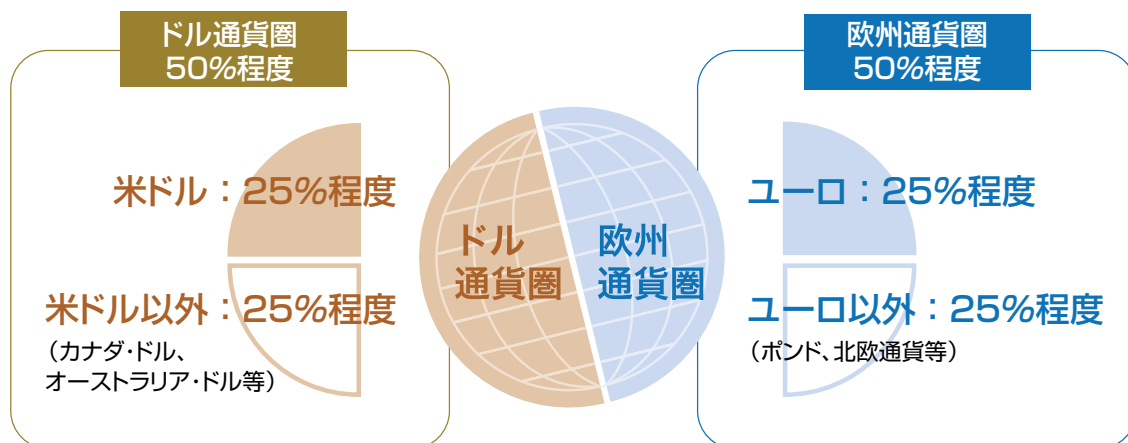 ドル通貨圏
50%程度
米ドル：25%程度
米ドル以外：25%程度
（カナダ・ドル、
オーストラリア・ドル等）
ドル
通貨圏
欧州
通貨圏
欧州通貨圏
50%程度
ユーロ：25%程度
ユーロ以外：25%程度
（ポンド、北欧通貨等）